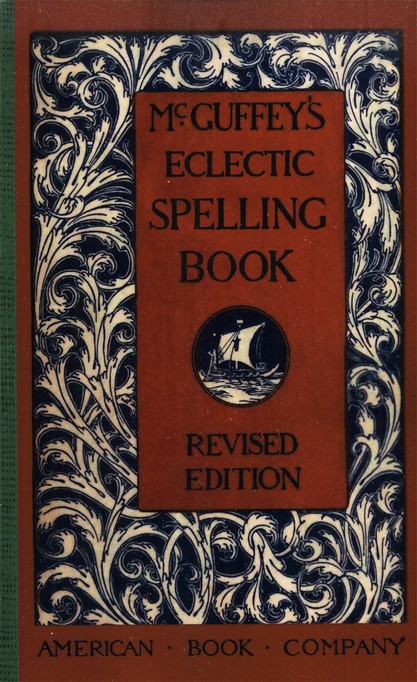 McGUFFEY'S
ECLECTIC
SPELLING
BOOK
REVISED
EDITION
AMERICAN · BOOK · COMPANY